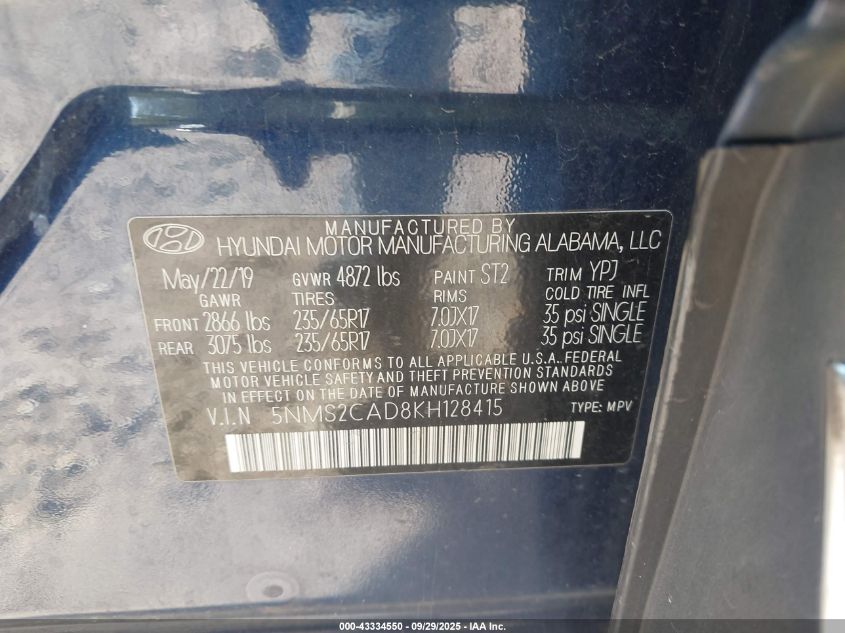 MANUFACTURED BY
HYUNDAI MOTOR MANUFACTURING ALABAMA, LLC
May/22/19 GVWR 4872 lbs PAINT ST2 TRIM YPJ
GAWR TIRES RIMS COLD TIRE INFL
FRONT 2866 lbs 235/65R17 7.0JX17 35 psi SINGLE
REAR 3075 lbs 235/65R17 7.0JX17 35 psi SINGLE
THIS VEHICLE CONFORMS TO ALL APPLICABLE U.S.A. FEDERAL
MOTOR VEHICLE SAFETY AND THEFT PREVENTION STANDARDS
IN EFFECT ON THE DATE OF MANUFACTURE SHOWN ABOVE.
V.I.N 5NMS2CAD8KH128415 TYPE: MPV
000-43334550 - 09/29/2025 - IAA Inc.